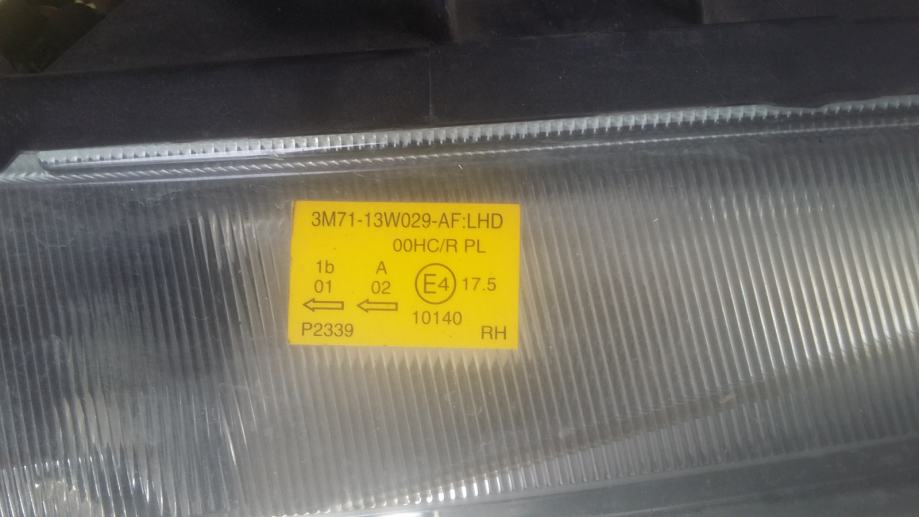 3M71-13W029-AF:LHD
00HC/R PL
1b A
01 02 E4 17.5
10140
P2339 RH